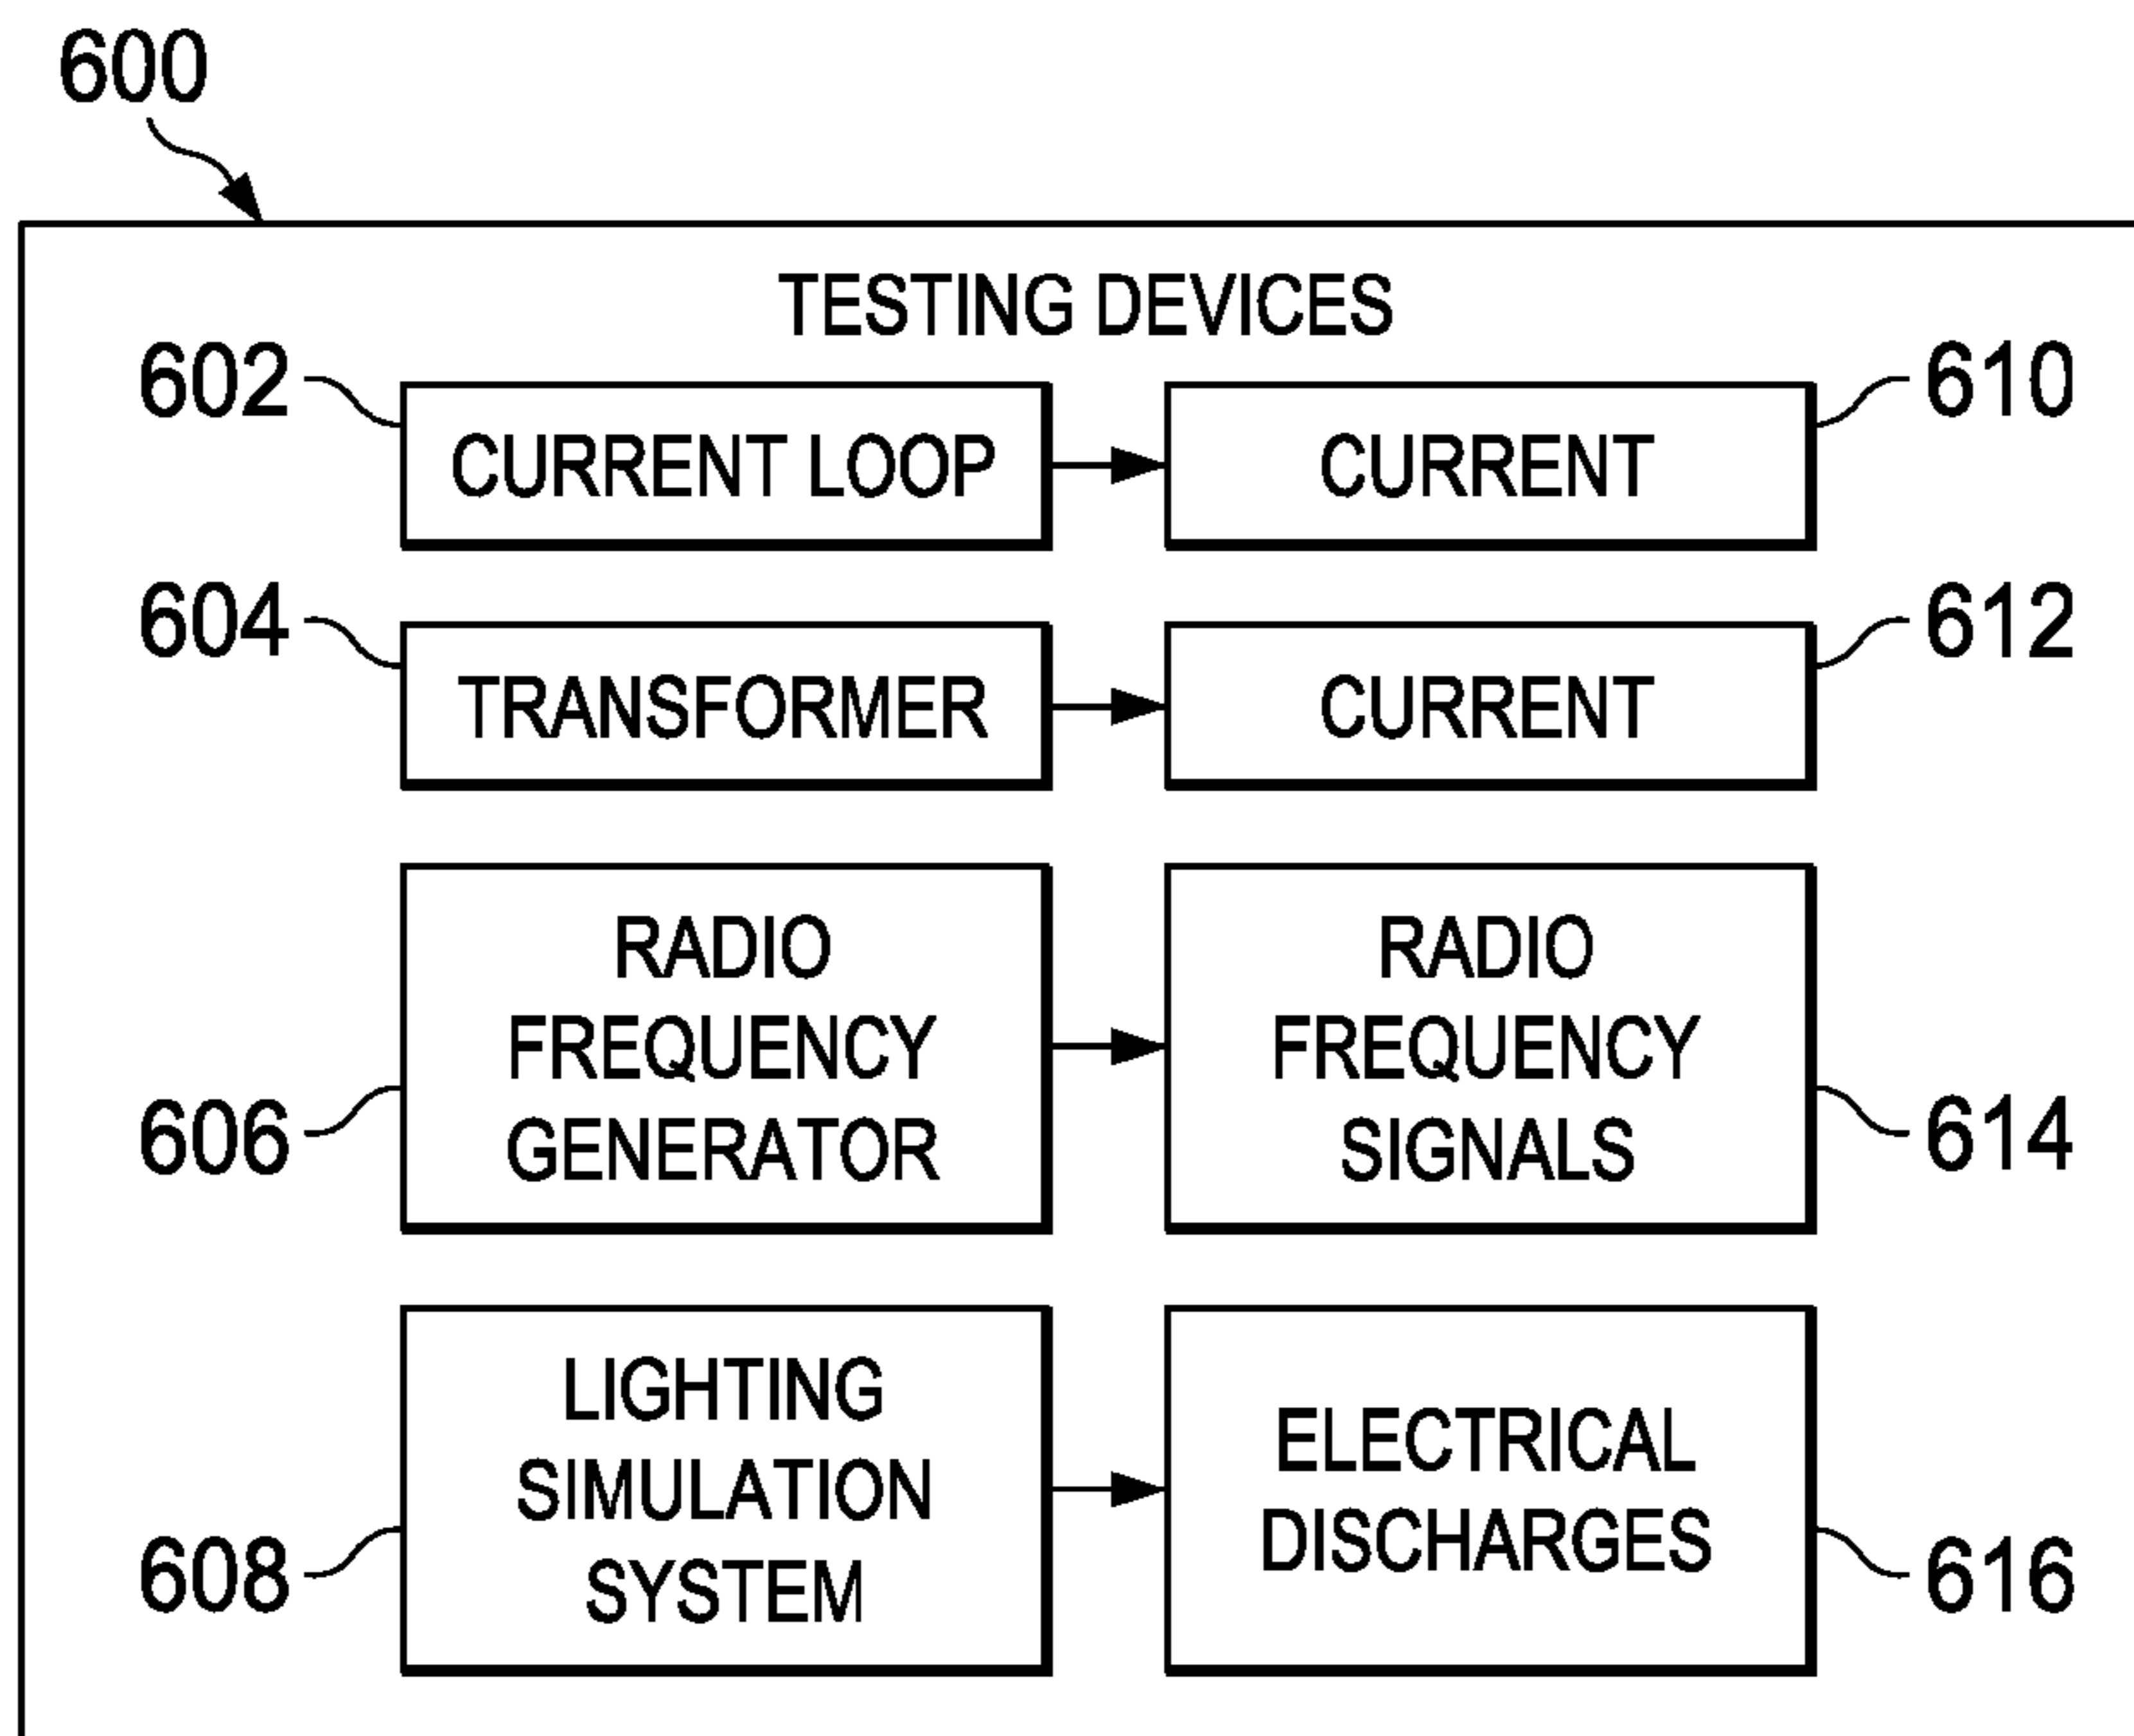 600
TESTING DEVICES
602
CURRENT LOOP
CURRENT
610
604
TRANSFORMER
CURRENT
612
606
RADIO
FREQUENCY
GENERATOR
RADIO
FREQUENCY
SIGNALS
614
608
LIGHTING
SIMULATION
SYSTEM
ELECTRICAL
DISCHARGES
616